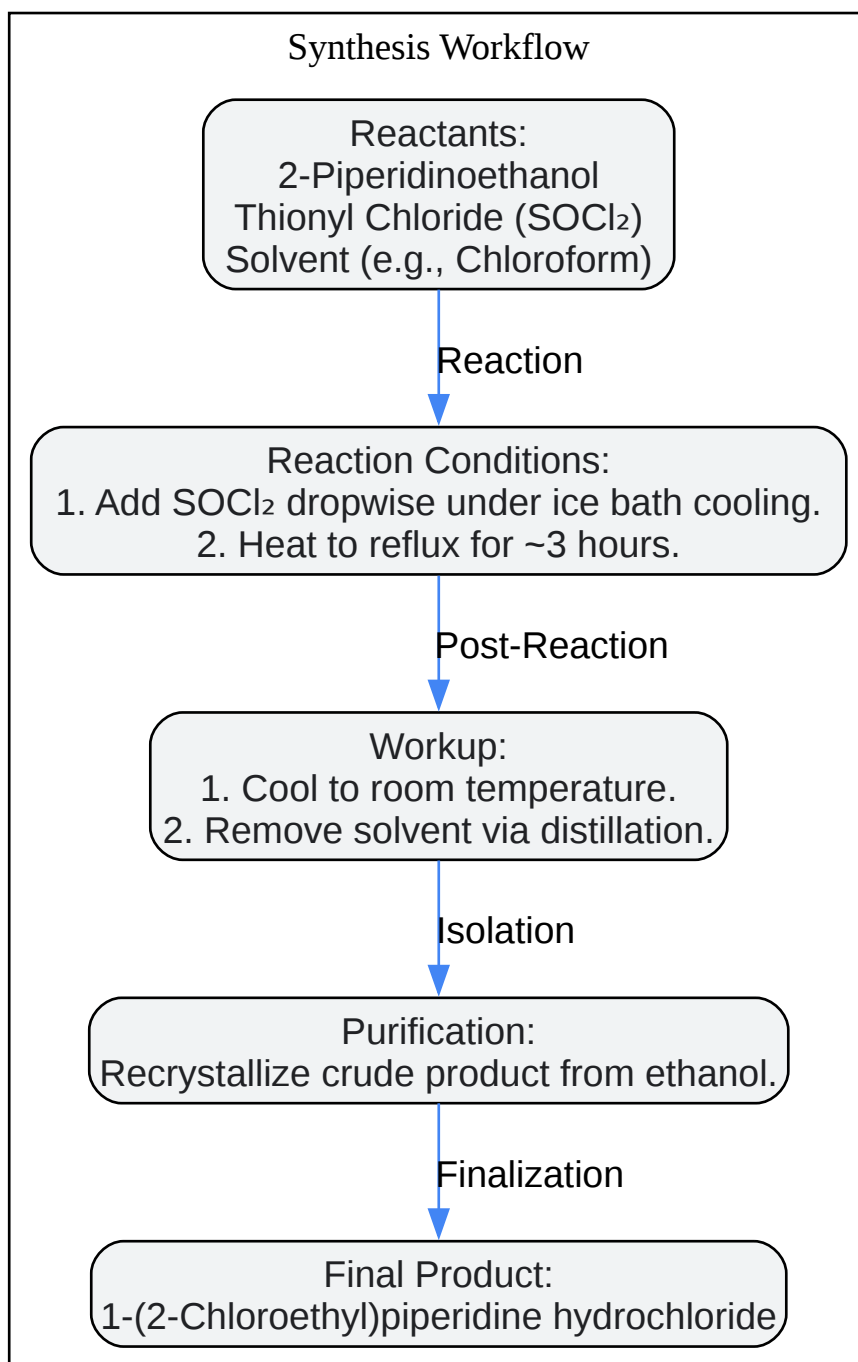 Synthesis Workflow
Reactants:
2-Piperidinoethanol
Thionyl Chloride (SOCl₂)
Solvent (e.g., Chloroform)
Reaction
Reaction Conditions:
1. Add SOCl₂ dropwise under ice bath cooling.
2. Heat to reflux for ~3 hours.
Post-Reaction
Workup:
1. Cool to room temperature.
2. Remove solvent via distillation.
Isolation
Purification:
Recrystallize crude product from ethanol.
Finalization
Final Product:
1-(2-Chloroethyl)piperidine hydrochloride